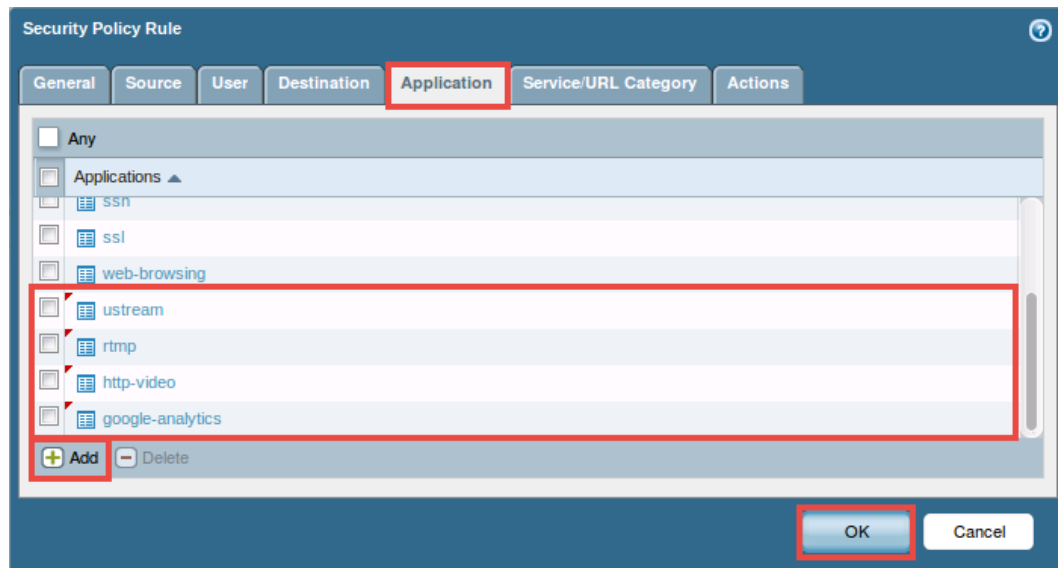 Security Policy Rule
General Source User Destination Application Service/URL Category Actions
Any
Applications
ssh
ssl
web-browsing
ustream
rtmp
http-video
google-analytics
Add Delete
OK Cancel